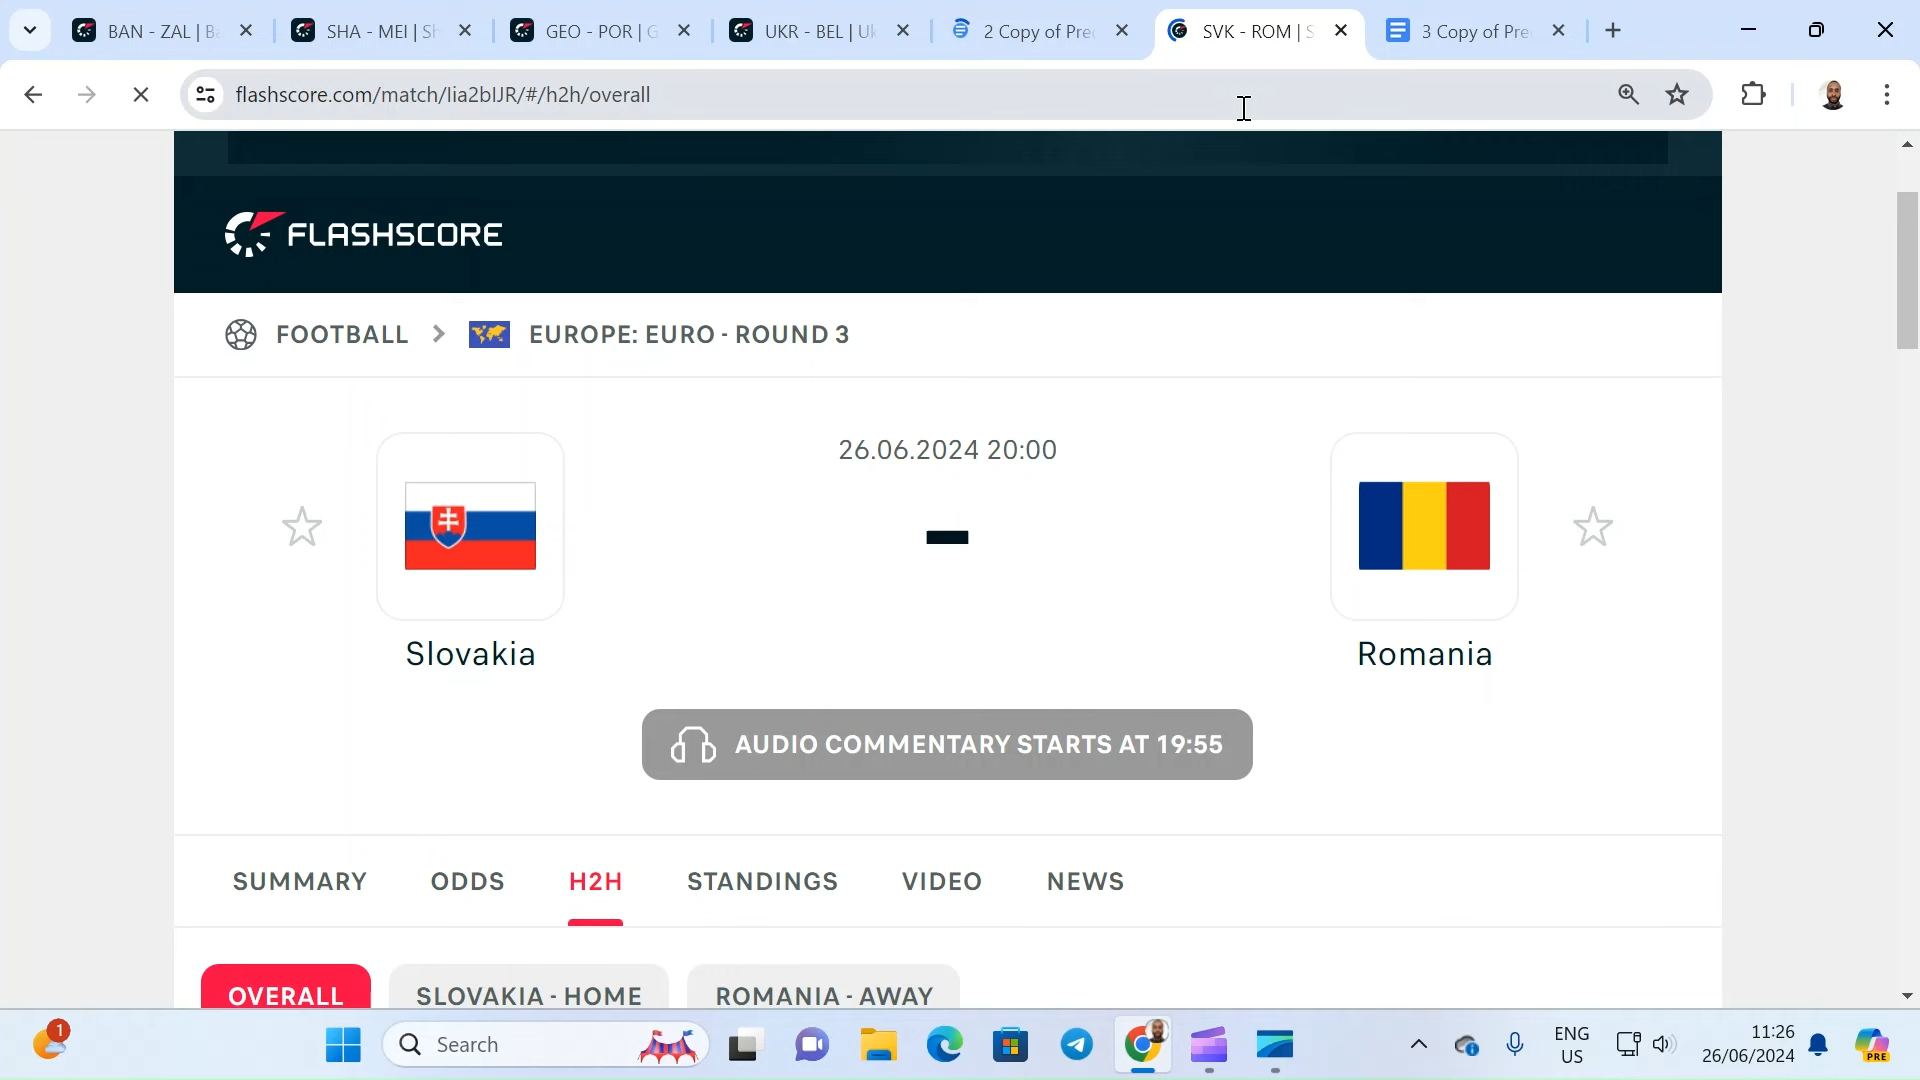 BAN - ZAL | B
SHA - MEI | S
GEO - POR | G
UKR - BEL | U
2 Copy of Pre
SVK - ROM | S
3 Copy of Pre
flashscore.com/match/Iia2bIJR/#/h2h/overall
FLASHSCORE
FOOTBALL
EUROPE: EURO - ROUND 3
26.06.2024 20:00
-
Slovakia
Romania
AUDIO COMMENTARY STARTS AT 19:55
SUMMARY
ODDS
H2H
STANDINGS
VIDEO
NEWS
OVERALL
SLOVAKIA - HOME
ROMANIA - AWAY
1
Search
ENG
US
11:26
26/06/2024
PRE